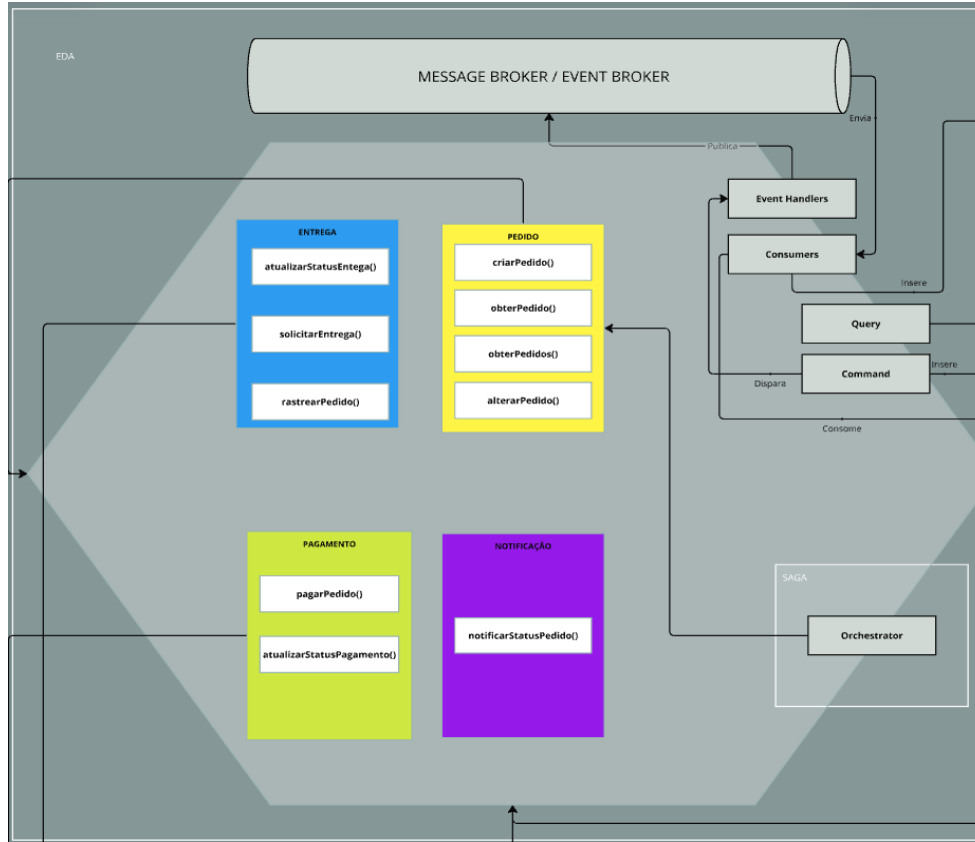 EDA
MESSAGE BROKER / EVENT BROKER
Envia
Publica
Event Handlers
Consumers
Insere
Query
Command
Insere
Dispara
Consome
ENTREGA
atualizarStatusEntega()
solicitarEntrega()
rastrearPedido()
PEDIDO
criarPedido()
obterPedido()
obterPedidos()
alterarPedido()
PAGAMENTO
pagarPedido()
atualizarStatusPagamento()
NOTIFICAÇÃO
notificarStatusPedido()
SAGA
Orchestrator